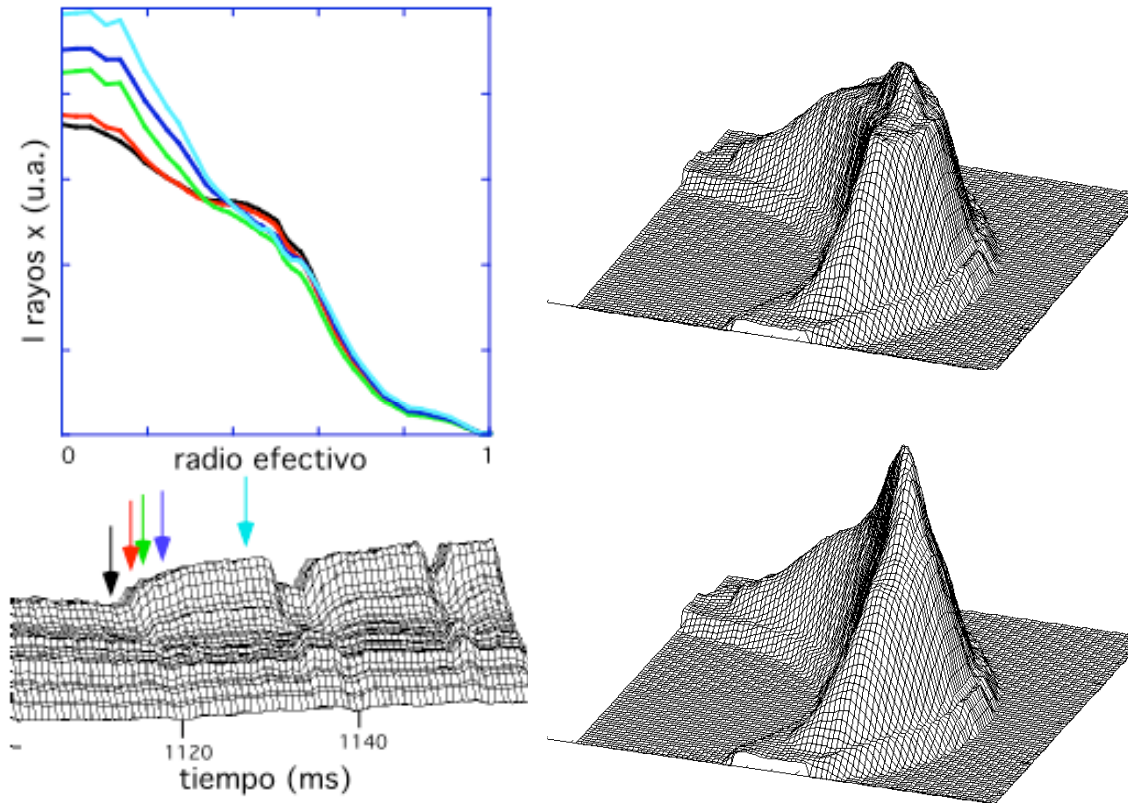 I rayos x (u.a.)
0
radio efectivo
1
1120
1140
tiempo (ms)